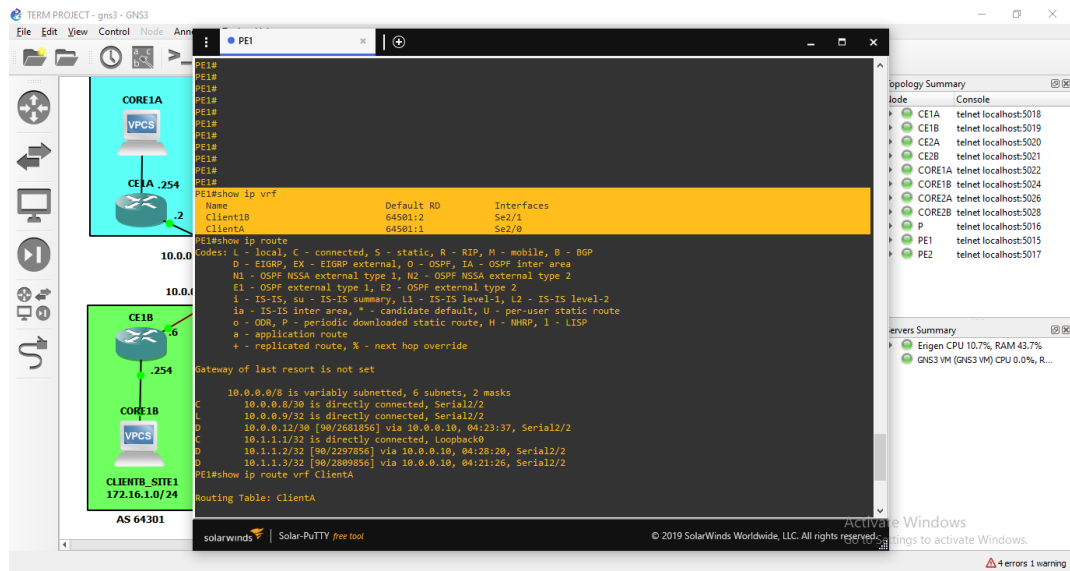 TERM PROJECT - gns3 - GNS3
File Edit View Control Node Ann
PE1
PE1#
PE1#
PE1#
PE1#
PE1#
PE1#
PE1#
PE1#
PE1#
PE1#
PE1#
PE1#show ip vrf
Name Default RD Interfaces
Client1B 64501:2 Se2/1
ClientA 64501:1 Se2/0
PE1#show ip route
Codes: L - local, C - connected, S - static, R - RIP, M - mobile, B - BGP
D - EIGRP, EX - EIGRP external, O - OSPF, IA - OSPF inter area
N1 - OSPF NSSA external type 1, N2 - OSPF NSSA external type 2
E1 - OSPF external type 1, E2 - OSPF external type 2
i - IS-IS, su - IS-IS summary, L1 - IS-IS level-1, L2 - IS-IS level-2
ia - IS-IS inter area, * - candidate default, U - per-user static route
o - ODR, P - periodic downloaded static route, H - NHRP, l - LISP
a - application route
+ - replicated route, % - next hop override
Gateway of last resort is not set
10.0.0.0/8 is variably subnetted, 6 subnets, 2 masks
C 10.0.0.8/30 is directly connected, Serial2/2
L 10.0.0.9/32 is directly connected, Serial2/2
D 10.0.0.12/30 [90/2681856] via 10.0.0.10, 04:23:37, Serial2/2
C 10.1.1.1/32 is directly connected, Loopback0
D 10.1.1.2/32 [90/2297856] via 10.0.0.10, 04:28:20, Serial2/2
D 10.1.1.3/32 [90/2809856] via 10.0.0.10, 04:21:26, Serial2/2
PE1#show ip route vrf ClientA
Routing Table: ClientA
solarwinds Solar-PuTTY free tool
© 2019 SolarWinds Worldwide, LLC. All rights reserved.
CORE1A
VPCS
CE1A .254
.2
10.0.0
10.0.0
CE1B
.6
.254
CORE1B
VPCS
CLIENTB_SITE1
172.16.1.0/24
AS 64301
opology Summary
Node Console
CE1A telnet localhost:5018
CE1B telnet localhost:5019
CE2A telnet localhost:5020
CE2B telnet localhost:5021
CORE1A telnet localhost:5022
CORE1B telnet localhost:5024
CORE2A telnet localhost:5026
CORE2B telnet localhost:5028
P telnet localhost:5016
PE1 telnet localhost:5015
PE2 telnet localhost:5017
ervers Summary
Erigen CPU 10.7%, RAM 43.7%
GNS3 VM (GNS3 VM) CPU 0.0%, R...
Activate Windows
Go to Settings to activate Windows.
4 errors 1 warning